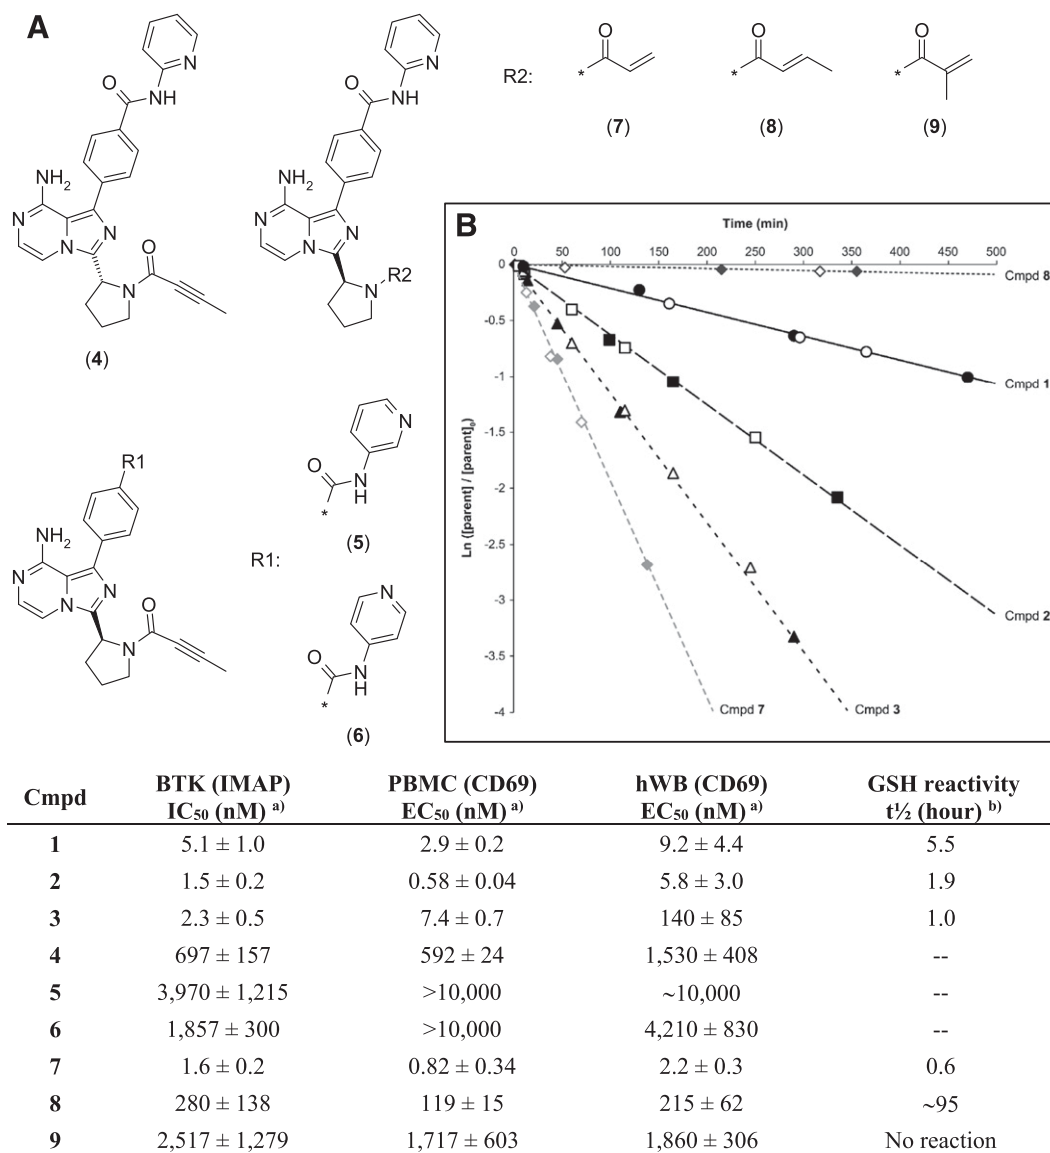 A
N
O
NH
NH₂
N
N
N
O
N
(4)
N
O
NH
NH₂
N
N
N
N-R2
R2:
O
*
(7)
O
*
(8)
O
*
(9)
R1
NH₂
N
N
N
O
N
R1:
N
O
N
H
*
(5)
N
O
N
H
*
(6)
B
Time (min)
0 50 100 150 200 250 300 350 400 450 500
0
-0.5
-1
-1.5
-2
-2.5
-3
-3.5
-4
Ln ([parent] / [parent]₀)
Cmpd 8
Cmpd 1
Cmpd 2
Cmpd 7
Cmpd 3
Cmpd BTK (IMAP) IC₅₀ (nM) ᵃ⁾ PBMC (CD69) EC₅₀ (nM) ᵃ⁾ hWB (CD69) EC₅₀ (nM) ᵃ⁾ GSH reactivity t½ (hour) ᵇ⁾
1 5.1 ± 1.0 2.9 ± 0.2 9.2 ± 4.4 5.5
2 1.5 ± 0.2 0.58 ± 0.04 5.8 ± 3.0 1.9
3 2.3 ± 0.5 7.4 ± 0.7 140 ± 85 1.0
4 697 ± 157 592 ± 24 1,530 ± 408 --
5 3,970 ± 1,215 >10,000 ~10,000 --
6 1,857 ± 300 >10,000 4,210 ± 830 --
7 1.6 ± 0.2 0.82 ± 0.34 2.2 ± 0.3 0.6
8 280 ± 138 119 ± 15 215 ± 62 ~95
9 2,517 ± 1,279 1,717 ± 603 1,860 ± 306 No reaction